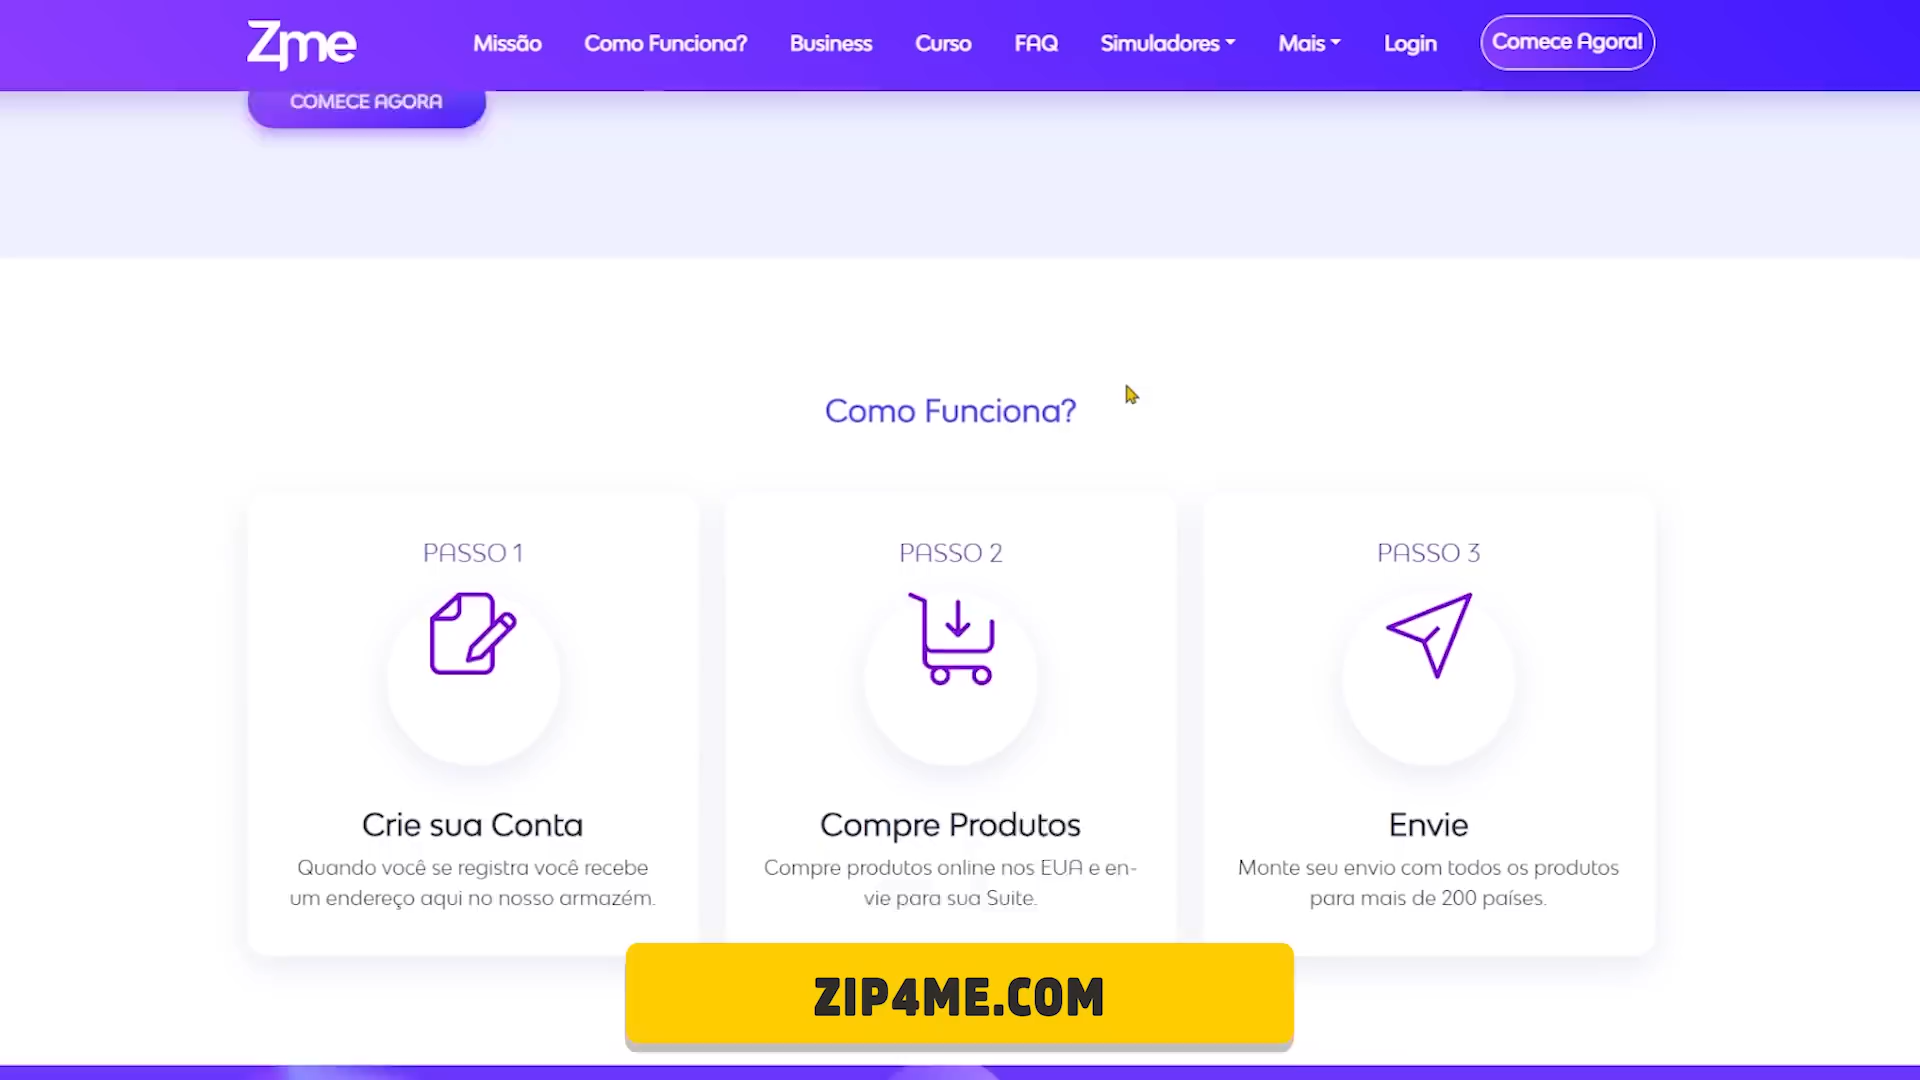 Zme
Missão
Como Funciona?
Business
Curso
FAQ
Simuladores
Mais
Login
Comece Agora!
COMECE AGORA
Como Funciona?
PASSO 1
Crie sua Conta
Quando você se registra você recebe
um endereço aqui no nosso armazém.
PASSO 2
Compre Produtos
Compre produtos online nos EUA e en-
vie para sua Suite.
PASSO 3
Envie
Monte seu envio com todos os produtos
para mais de 200 países.
ZIP4ME.COM